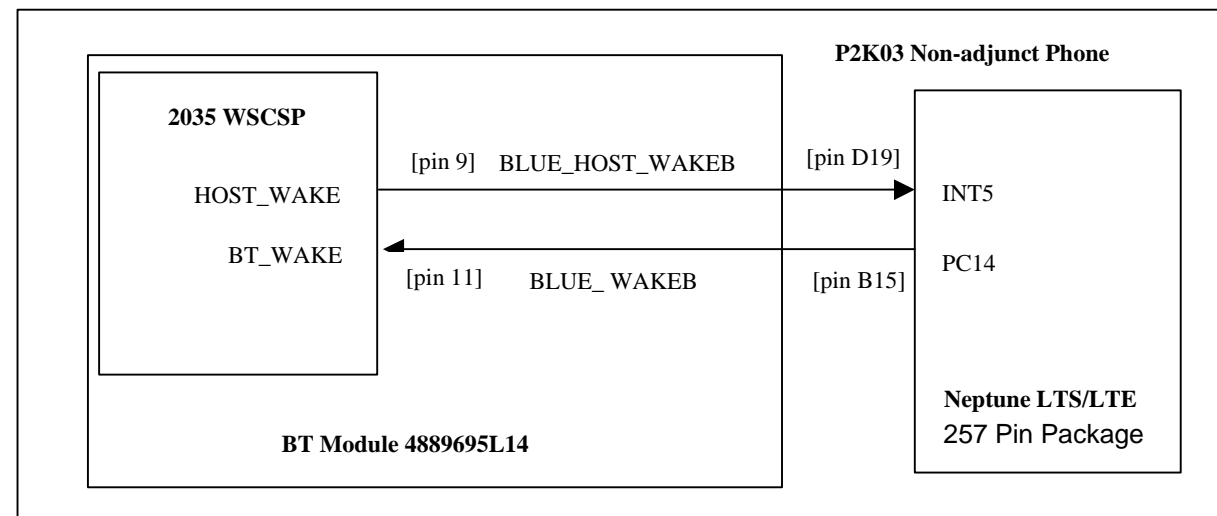 P2K03 Non-adjunct Phone
2035 WSCSP
[pin 9] BLUE_HOST_WAKEB [pin D19]
HOST_WAKE INT5
BT_WAKE PC14
[pin 11] BLUE_ WAKEB [pin B15]
Neptune LTS/LTE
257 Pin Package
BT Module 4889695L14